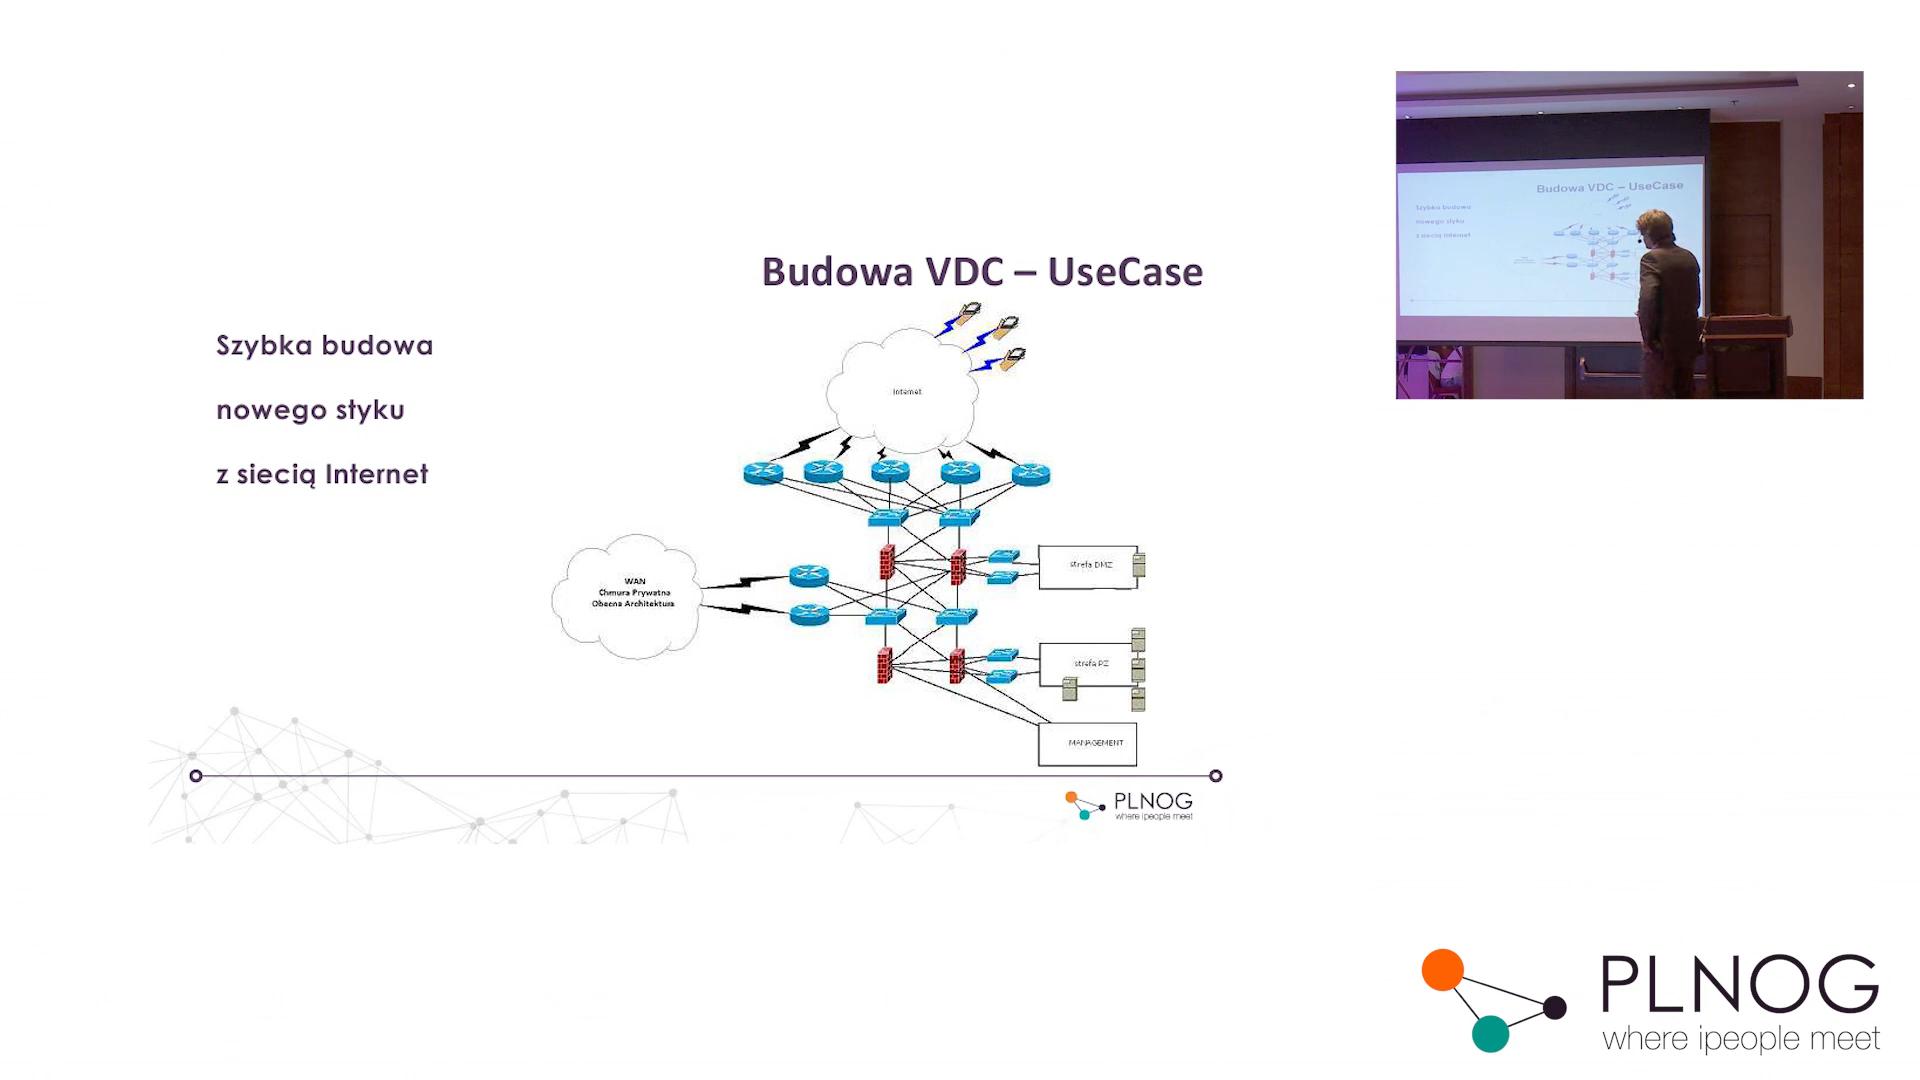 Budowa VDC – UseCase
Szybka budowa
nowego styku
z siecią Internet
Internet
WAN
Chmura Prywatna
Obecna Architektura
strefa DMZ
strefa PZ
MANAGEMENT
PLNOG
where ipeople meet
Budowa VDC – UseCase
Szybka budowa
nowego styku
z siecią Internet
PLNOG
where ipeople meet